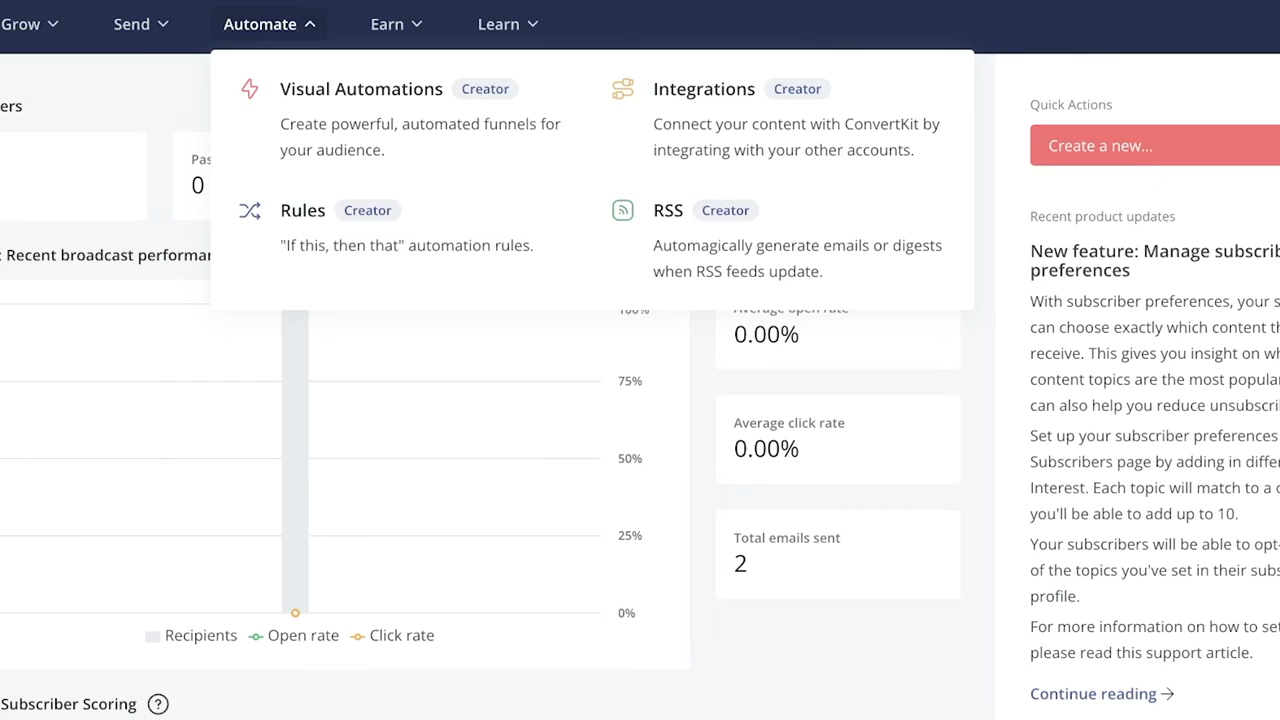 Grow
Send
Automate
Earn
Learn
Visual Automations Creator
Create powerful, automated funnels for
your audience.
Integrations Creator
Connect your content with ConvertKit by
integrating with your other accounts.
Rules Creator
"If this, then that" automation rules.
RSS Creator
Automagically generate emails or digests
when RSS feeds update.
ers
Pas
0
: Recent broadcast performan
100%
75%
50%
25%
0%
Recipients Open rate Click rate
Average open rate
0.00%
Average click rate
0.00%
Total emails sent
2
Subscriber Scoring ?
Quick Actions
Create a new...
Recent product updates
New feature: Manage subscrib
preferences
With subscriber preferences, your s
can choose exactly which content th
receive. This gives you insight on wh
content topics are the most popula
can also help you reduce unsubscri
Set up your subscriber preferences
Subscribers page by adding in differ
Interest. Each topic will match to a c
you'll be able to add up to 10.
Your subscribers will be able to opt-
of the topics you've set in their subs
profile.
For more information on how to set
please read this support article.
Continue reading →